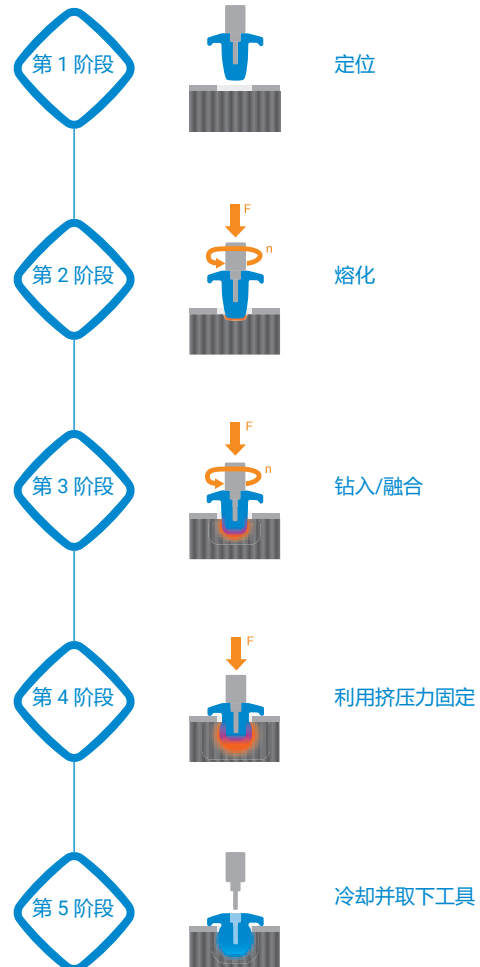 第 1 阶段
定位
F
n
第 2 阶段
熔化
F
n
第 3 阶段
钻入/融合
F
第 4 阶段
利用挤压力固定
第 5 阶段
冷却并取下工具